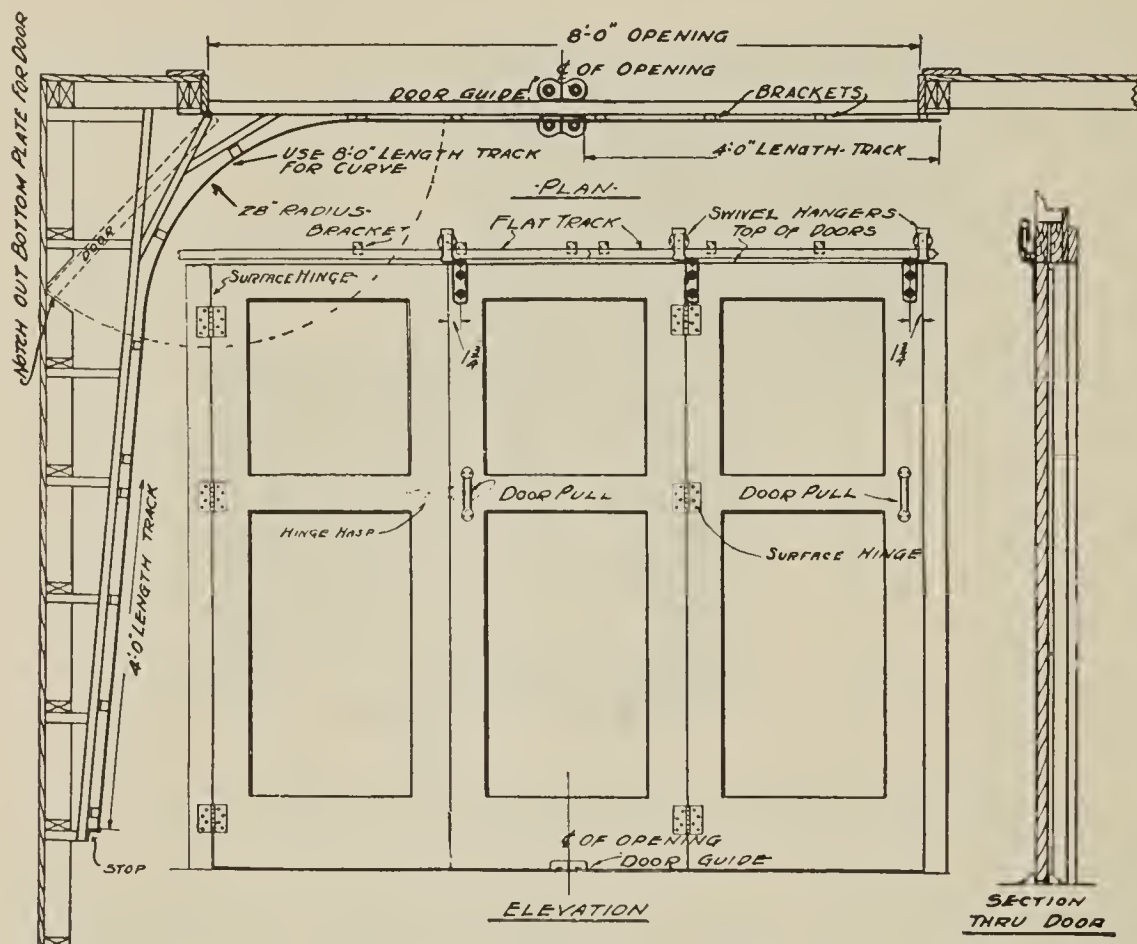 8'-0" OPENING
℄ OF OPENING
DOOR GUIDE
BRACKETS
NOTCH OUT BOTTOM PLATE FOR DOOR
USE 8'-0" LENGTH TRACK
FOR CURVE
4'-0" LENGTH-TRACK
-PLAN-
28" RADIUS-
BRACKET
FLAT TRACK
SWIVEL HANGERS
TOP OF DOORS
DOOR
SURFACE HINGE
1 3/4"
1 3/4
DOOR PULL
DOOR PULL
HINGE HASP
SURFACE HINGE
4'-0" LENGTH TRACK
STOP
℄ OF OPENING
DOOR GUIDE
ELEVATION
SECTION
THRU DOOR